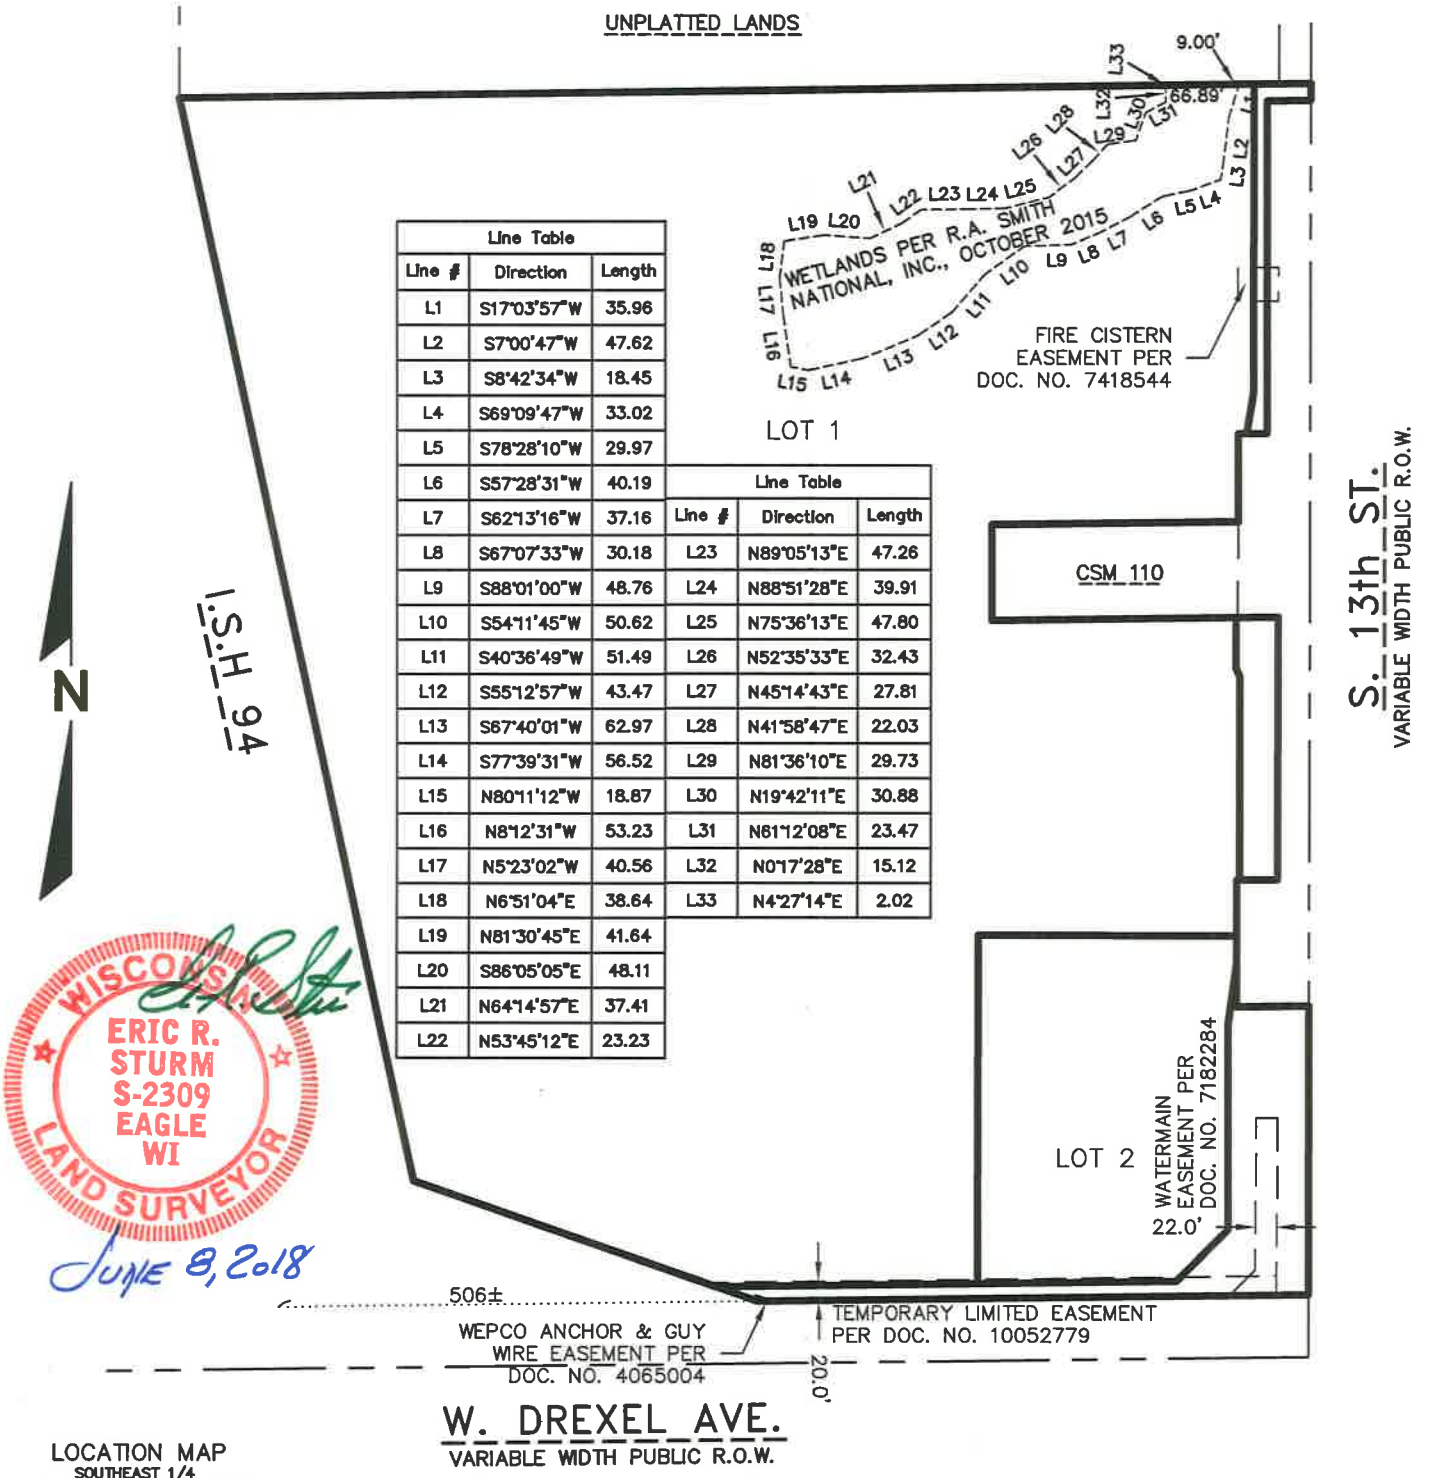 UNPLATTED LANDS
9.00'
L33
L32
66.89'
L30
L31
L1
L28
L29
L26
L27
L2
L3
L21
L22
L23 L24 L25
L4
L5
L6
L19 L20
L18
WETLANDS PER R.A. SMITH
NATIONAL, INC., OCTOBER 2015
L7
L8
L9
L10
L17
L11
L12
L16
L13
L15 L14
FIRE CISTERN
EASEMENT PER
DOC. NO. 7418544
LOT 1
Line Table
Line # Direction Length
L1 S17°03'57"W 35.96
L2 S7°00'47"W 47.62
L3 S8°42'34"W 18.45
L4 S69°09'47"W 33.02
L5 S78°28'10"W 29.97
L6 S57°28'31"W 40.19
L7 S62°13'16"W 37.16
L8 S67°07'33"W 30.18
L9 S88°01'00"W 48.76
L10 S54°11'45"W 50.62
L11 S40°36'49"W 51.49
L12 S55°12'57"W 43.47
L13 S67°40'01"W 62.97
L14 S77°39'31"W 56.52
L15 N80°11'12"W 18.87
L16 N8°12'31"W 53.23
L17 N5°23'02"W 40.56
L18 N6°51'04"E 38.64
L19 N81°30'45"E 41.64
L20 S86°05'05"E 48.11
L21 N64°14'57"E 37.41
L22 N53°45'12"E 23.23
Line Table
Line # Direction Length
L23 N89°05'13"E 47.26
L24 N88°51'28"E 39.91
L25 N75°36'13"E 47.80
L26 N52°35'33"E 32.43
L27 N45°14'43"E 27.81
L28 N41°58'47"E 22.03
L29 N81°36'10"E 29.73
L30 N19°42'11"E 30.88
L31 N61°12'08"E 23.47
L32 N0°17'28"E 15.12
L33 N4°27'14"E 2.02
CSM 110
S. 13th ST.
VARIABLE WIDTH PUBLIC R.O.W.
I.S.H 94
N
WISCONSIN
ERIC R.
STURM
S-2309
EAGLE
WI
LAND SURVEYOR
JUNE 8, 2018
LOT 2
WATERMAIN
EASEMENT PER
DOC. NO. 7182284
22.0'
506±
TEMPORARY LIMITED EASEMENT
PER DOC. NO. 10052779
WEPCO ANCHOR & GUY
WIRE EASEMENT PER
DOC. NO. 4065004
20.0'
W. DREXEL AVE.
VARIABLE WIDTH PUBLIC R.O.W.
LOCATION MAP
SOUTHEAST 1/4